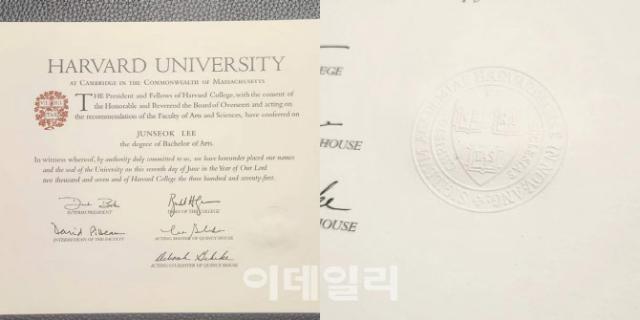 HARVARD UNIVERSITY
AT CAMBRIDGE IN THE COMMONWEALTH OF MASSACHUSETTS
THE President and Fellows of Harvard College, with the consent of
the Honorable and Reverend the Board of Overseers and acting on
the recommendation of the Faculty of Arts and Sciences, have conferred on
JUNSEOK LEE
the degree of Bachelor of Arts.
In witness whereof, by authority duly committed to us, we have hereunder placed our names
and the seal of the University on this seventh day of June in the Year of Our Lord
two thousand and seven and of Harvard College the three hundred and seventy-first.
INTERIM PRESIDENT
DEAN OF THE COLLEGE
INTERIM DEAN OF THE FACULTY
ACTING MASTER OF QUINCY HOUSE
ACTING CO-MASTER OF QUINCY HOUSE
EGE
HOUSE
HOUSE
이데일리